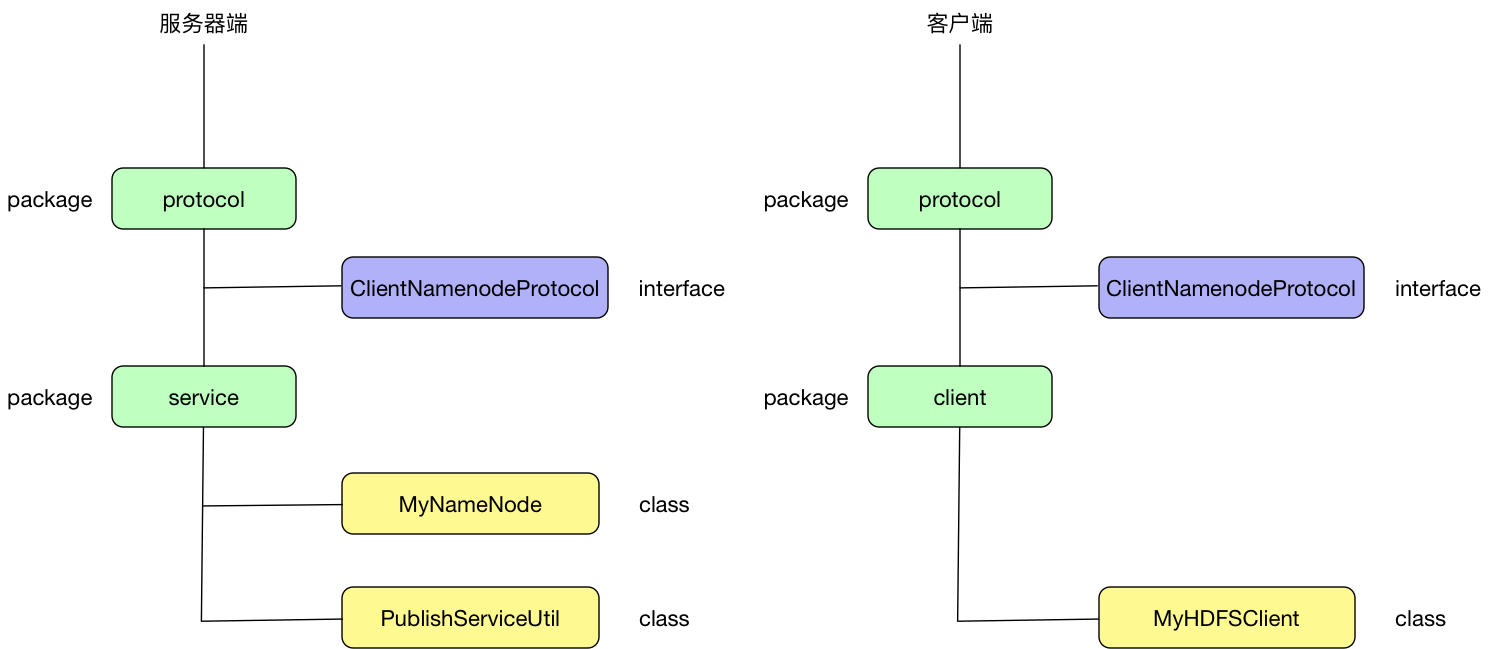 服务器端
package
protocol
ClientNamenodeProtocol
interface
package
service
MyNameNode
class
PublishServiceUtil
class
客户端
package
protocol
ClientNamenodeProtocol
interface
package
client
MyHDFSClient
class